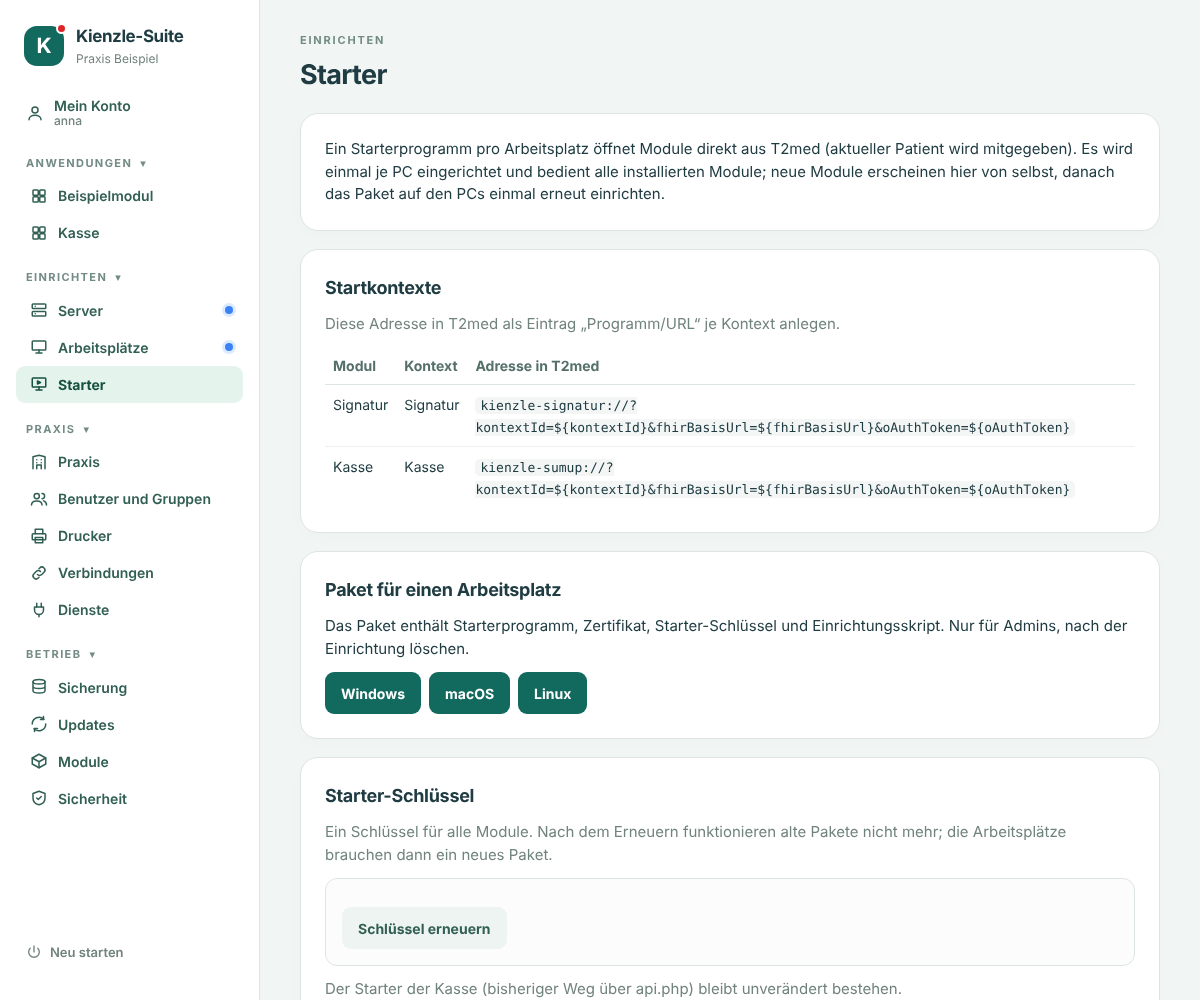 K
Kienzle-Suite
Praxis Beispiel
Mein Konto
anna
ANWENDUNGEN ▾
Beispielmodul
Kasse
EINRICHTEN ▾
Server
Arbeitsplätze
Starter
PRAXIS ▾
Praxis
Benutzer und Gruppen
Drucker
Verbindungen
Dienste
BETRIEB ▾
Sicherung
Updates
Module
Sicherheit
Neu starten
EINRICHTEN
Starter
Ein Starterprogramm pro Arbeitsplatz öffnet Module direkt aus T2med (aktueller Patient wird mitgegeben). Es wird
einmal je PC eingerichtet und bedient alle installierten Module; neue Module erscheinen hier von selbst, danach
das Paket auf den PCs einmal erneut einrichten.
Startkontexte
Diese Adresse in T2med als Eintrag „Programm/URL“ je Kontext anlegen.
Modul Kontext Adresse in T2med
Signatur Signatur kienzle-signatur://?
kontextId=${kontextId}&fhirBasisUrl=${fhirBasisUrl}&oAuthToken=${oAuthToken}
Kasse Kasse kienzle-sumup://?
kontextId=${kontextId}&fhirBasisUrl=${fhirBasisUrl}&oAuthToken=${oAuthToken}
Paket für einen Arbeitsplatz
Das Paket enthält Starterprogramm, Zertifikat, Starter-Schlüssel und Einrichtungsskript. Nur für Admins, nach der
Einrichtung löschen.
Windows macOS Linux
Starter-Schlüssel
Ein Schlüssel für alle Module. Nach dem Erneuern funktionieren alte Pakete nicht mehr; die Arbeitsplätze
brauchen dann ein neues Paket.
Schlüssel erneuern
Der Starter der Kasse (bisheriger Weg über api.php) bleibt unverändert bestehen.